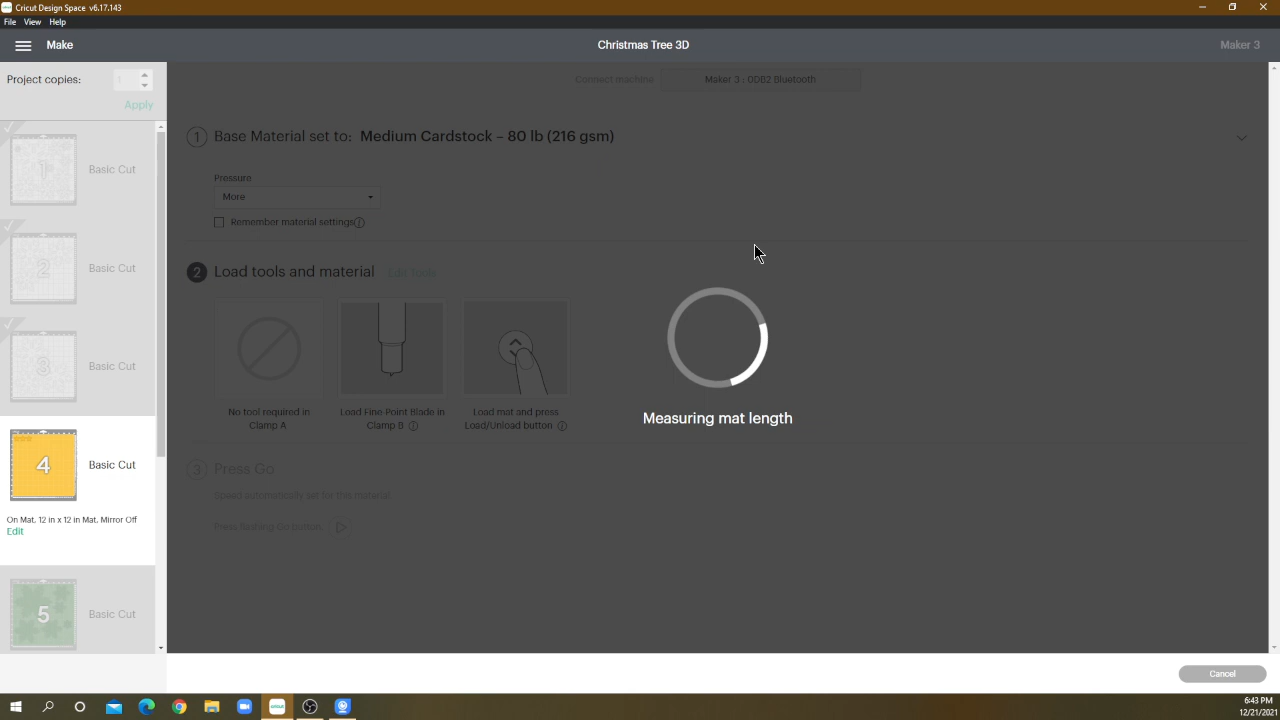 Cricut Design Space v6.17.143
File View Help
Make
Christmas Tree 3D
Maker 3
Project copies:
1
Apply
Connect machine
Maker 3 : ODB2 Bluetooth
1 Base Material set to: Medium Cardstock – 80 lb (216 gsm)
Pressure
More
Remember material settings
2 Load tools and material Edit Tools
No tool required in
Clamp A
Load Fine Point Blade in
Clamp B
Load mat and press
Load/Unload button
Measuring mat length
3 Press Go
Speed automatically set for this material.
Press flashing Go button.
1 Basic Cut
2 Basic Cut
3 Basic Cut
4 Basic Cut
On Mat, 12 in x 12 in Mat, Mirror Off
Edit
5 Basic Cut
Cancel
6:43 PM
12/21/2021